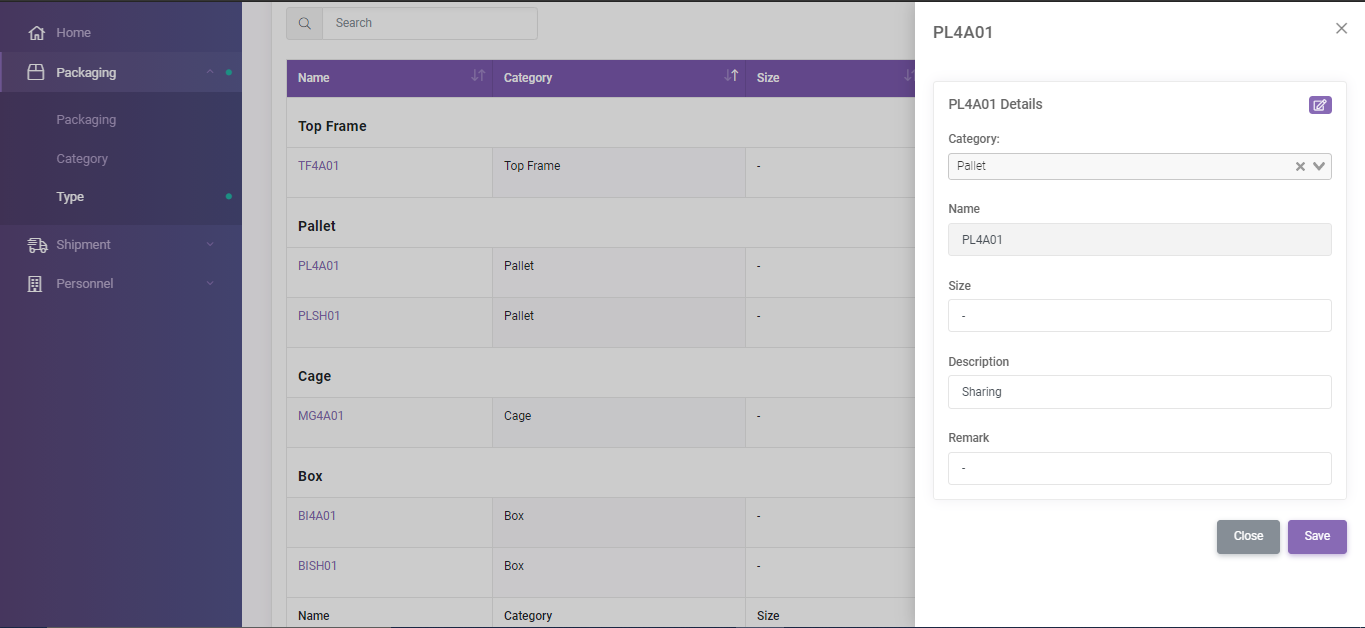 Home
Packaging
Packaging
Category
Type
Shipment
Personnel
Search
Name Category Size
Top Frame
TF4A01 Top Frame -
Pallet
PL4A01 Pallet -
PLSH01 Pallet -
Cage
MG4A01 Cage -
Box
BI4A01 Box -
BISH01 Box -
Name Category Size
PL4A01
PL4A01 Details
Category:
Pallet
Name
PL4A01
Size
-
Description
Sharing
Remark
-
Close Save